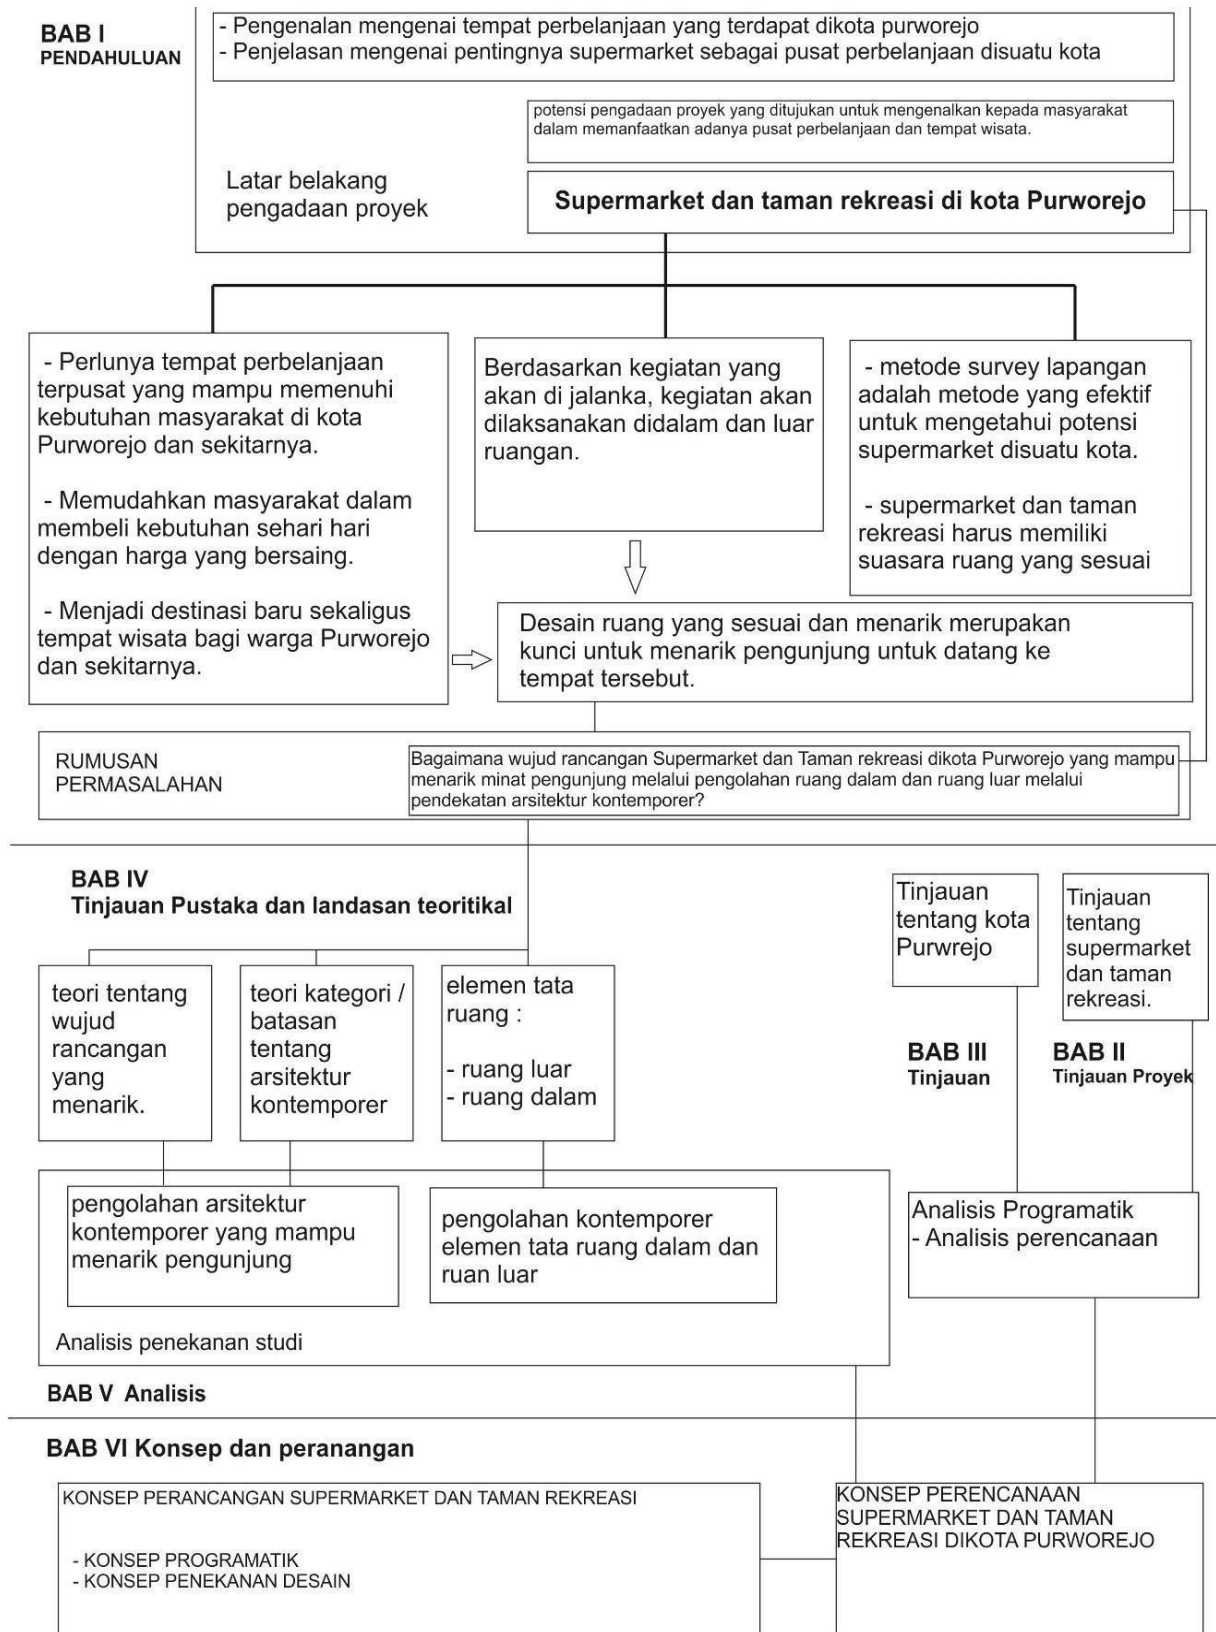 BAB I
PENDAHULUAN
- Pengenalan mengenai tempat perbelanjaan yang terdapat dikota purworejo
- Penjelasan mengenai pentingnya supermarket sebagai pusat perbelanjaan disuatu kota
potensi pengadaan proyek yang ditujukan untuk mengenalkan kepada masyarakat
dalam memanfaatkan adanya pusat perbelanjaan dan tempat wisata.
Latar belakang
pengadaan proyek
Supermarket dan taman rekreasi di kota Purworejo
- Perlunya tempat perbelanjaan
terpusat yang mampu memenuhi
kebutuhan masyarakat di kota
Purworejo dan sekitarnya.
- Memudahkan masyarakat dalam
membeli kebutuhan sehari hari
dengan harga yang bersaing.
- Menjadi destinasi baru sekaligus
tempat wisata bagi warga Purworejo
dan sekitarnya.
Berdasarkan kegiatan yang
akan di jalanka, kegiatan akan
dilaksanakan didalam dan luar
ruangan.
- metode survey lapangan
adalah metode yang efektif
untuk mengetahui potensi
supermarket disuatu kota.
- supermarket dan taman
rekreasi harus memiliki
suasara ruang yang sesuai
Desain ruang yang sesuai dan menarik merupakan
kunci untuk menarik pengunjung untuk datang ke
tempat tersebut.
RUMUSAN
PERMASALAHAN
Bagaimana wujud rancangan Supermarket dan Taman rekreasi dikota Purworejo yang mampu
menarik minat pengunjung melalui pengolahan ruang dalam dan ruang luar melalui
pendekatan arsitektur kontemporer?
BAB IV
Tinjauan Pustaka dan landasan teoritikal
teori tentang
wujud
rancangan
yang
menarik.
teori kategori /
batasan
tentang
arsitektur
kontemporer
elemen tata
ruang :
- ruang luar
- ruang dalam
Tinjauan
tentang kota
Purwrejo
Tinjauan
tentang
supermarket
dan taman
rekreasi.
BAB III
Tinjauan
BAB II
Tinjauan Proyek
pengolahan arsitektur
kontemporer yang mampu
menarik pengunjung
pengolahan kontemporer
elemen tata ruang dalam dan
ruan luar
Analisis Programatik
- Analisis perencanaan
Analisis penekanan studi
BAB V Analisis
BAB VI Konsep dan peranangan
KONSEP PERANCANGAN SUPERMARKET DAN TAMAN REKREASI
- KONSEP PROGRAMATIK
- KONSEP PENEKANAN DESAIN
KONSEP PERENCANAAN
SUPERMARKET DAN TAMAN
REKREASI DIKOTA PURWOREJO